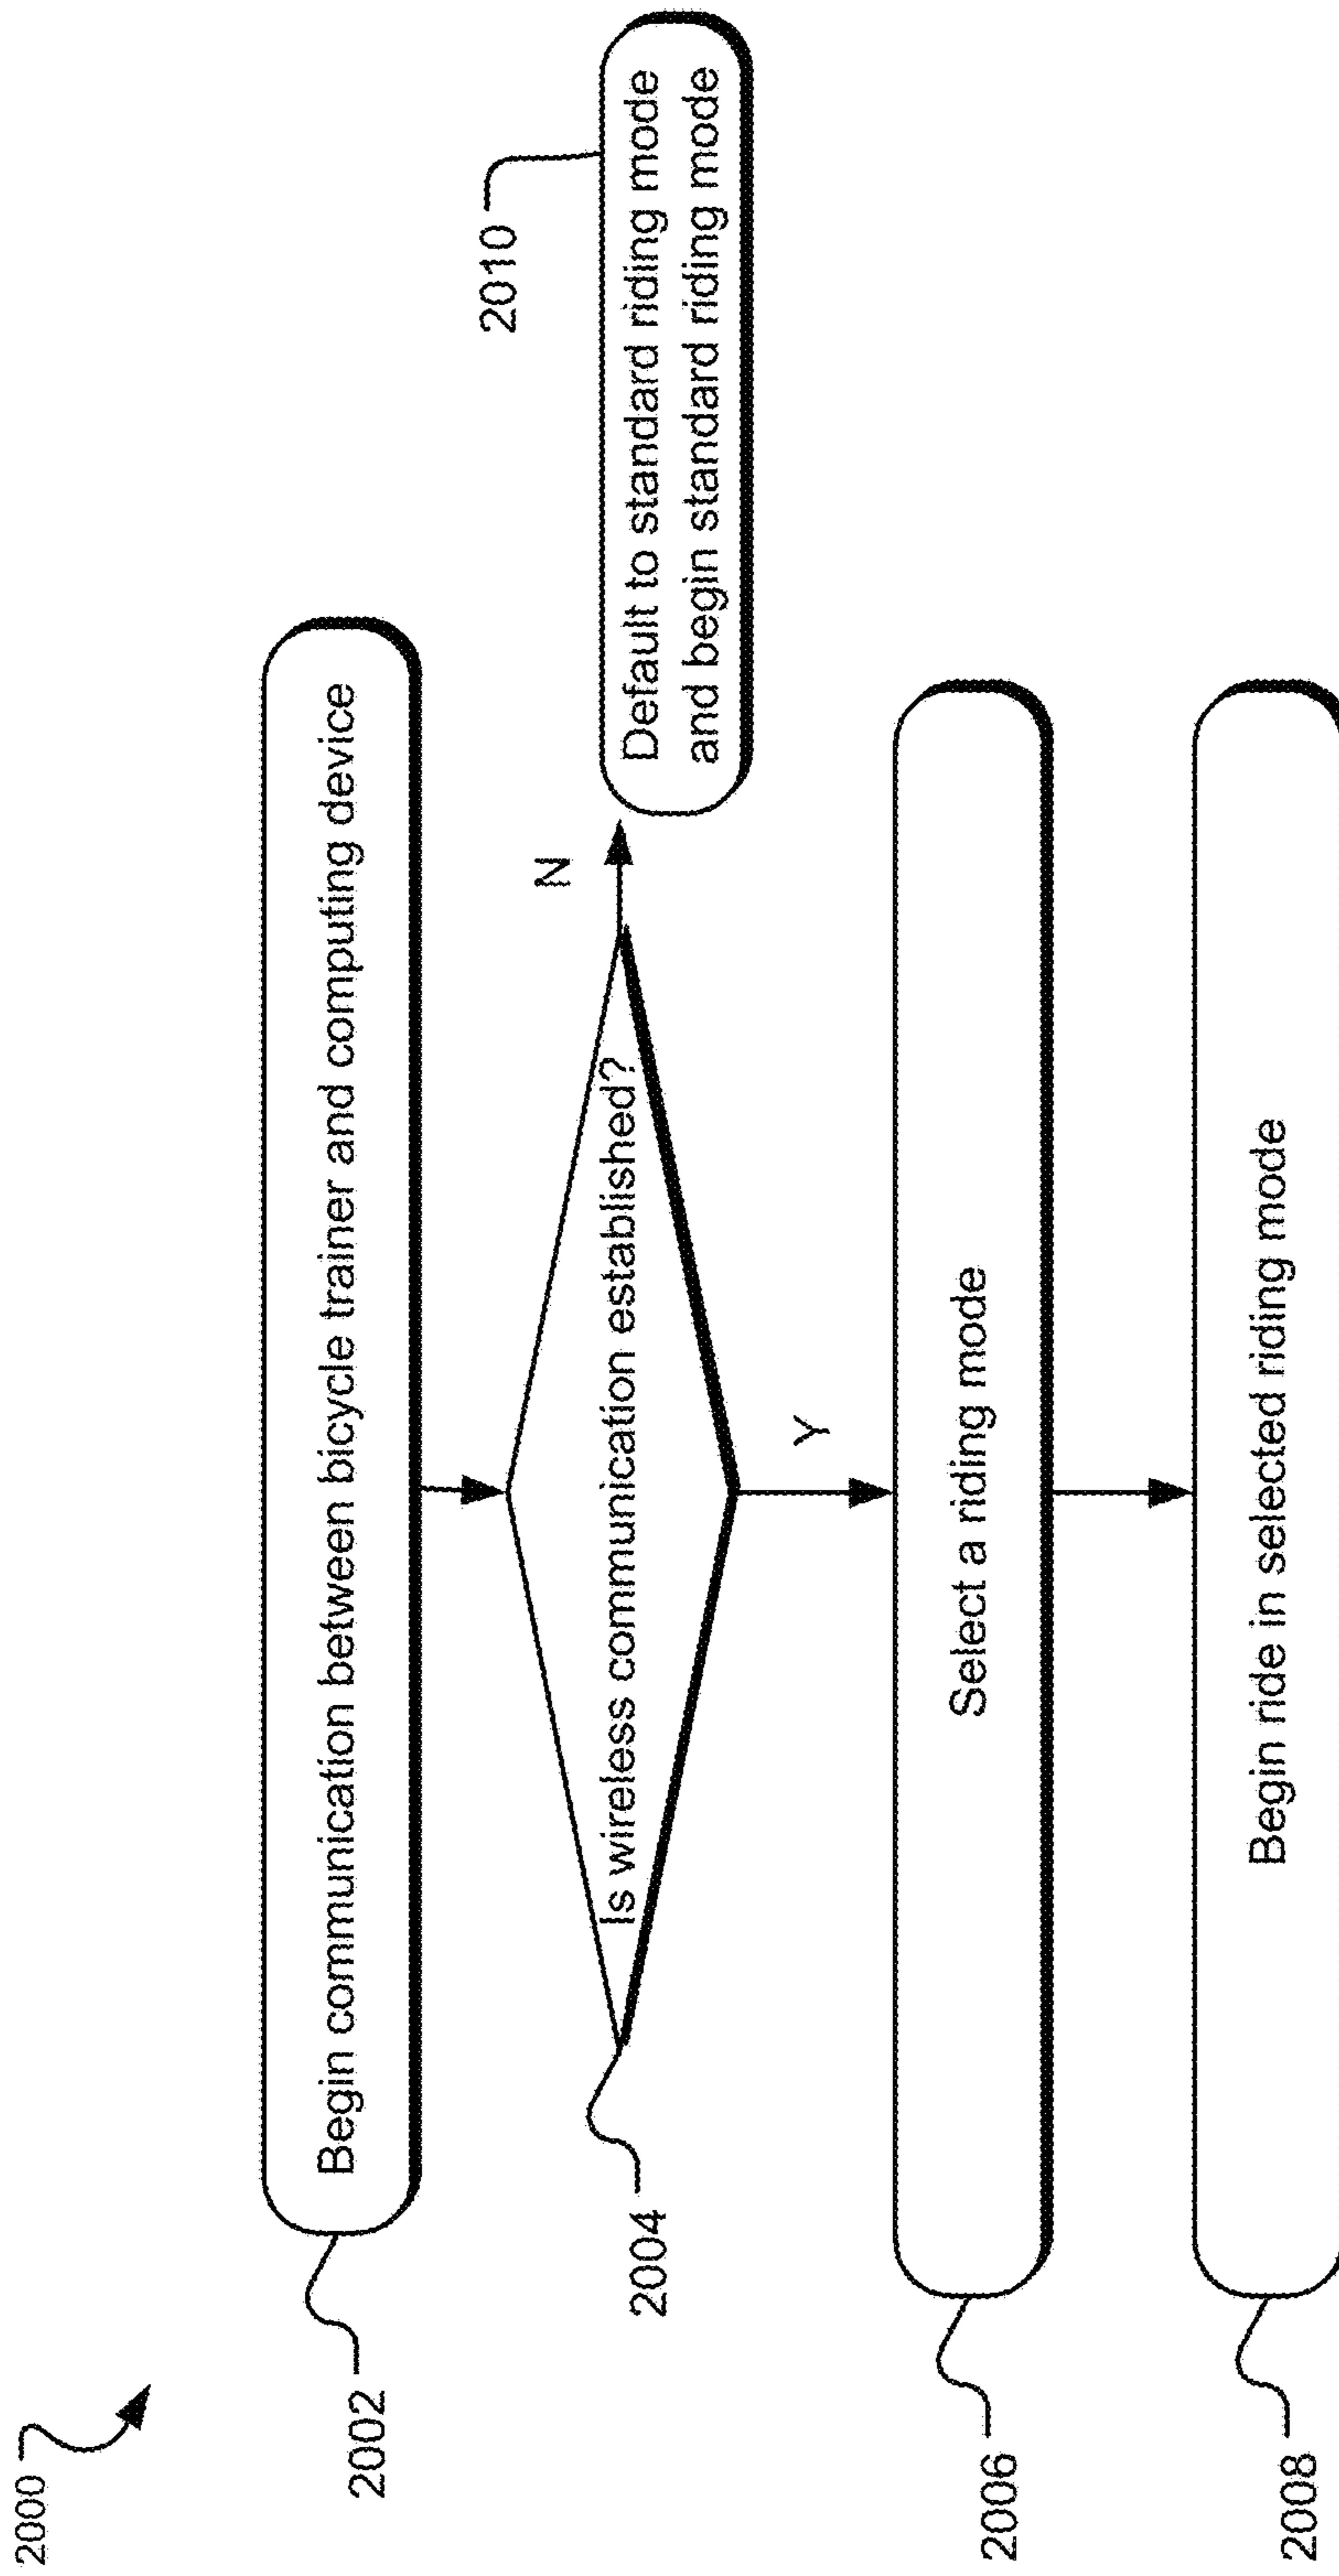 2000
2002
Begin communication between bicycle trainer and computing device
2004
Is wireless communication established?
N
2010
Default to standard riding mode
and begin standard riding mode
Y
2006
Select a riding mode
2008
Begin ride in selected riding mode